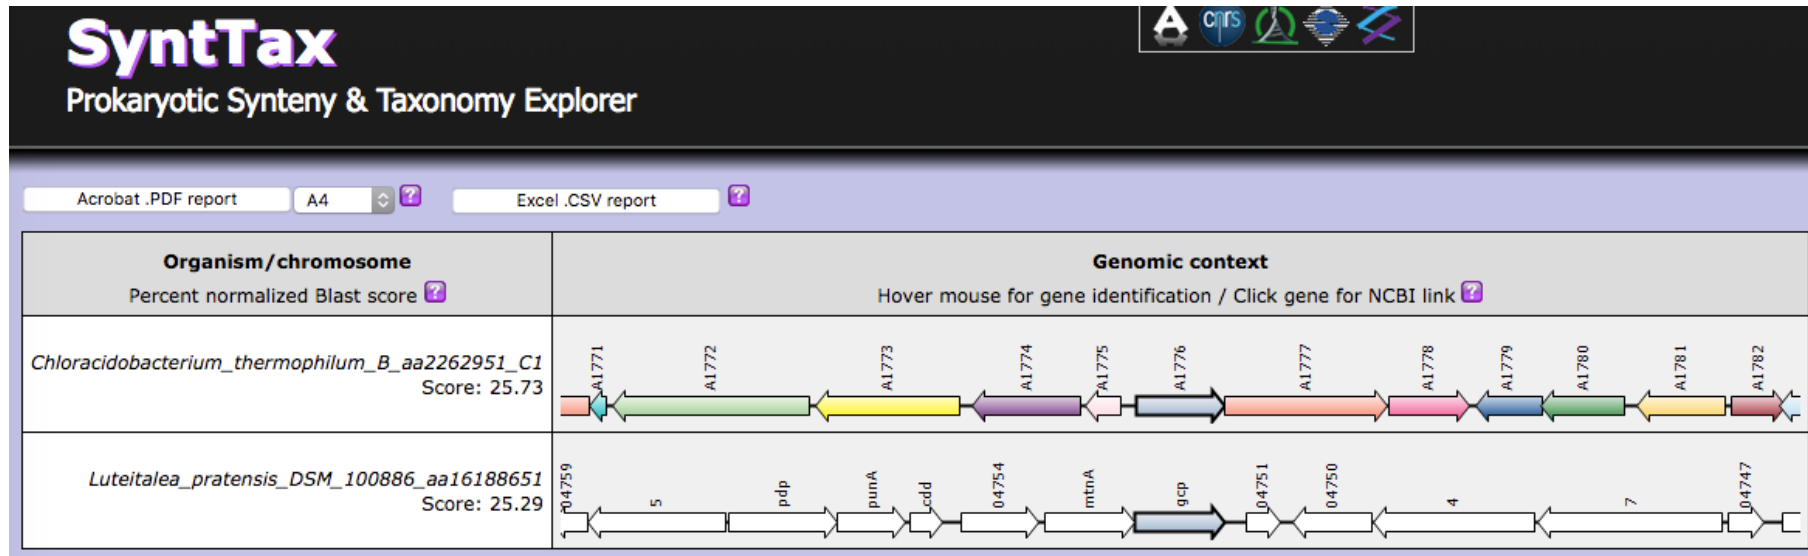 SyntTax
cnrs
Prokaryotic Synteny & Taxonomy Explorer
Acrobat .PDF report A4 ? Excel .CSV report ?
Organism/chromosome
Percent normalized Blast score ?
Genomic context
Hover mouse for gene identification / Click gene for NCBI link ?
Chloracidobacterium_thermophilum_B_aa2262951_C1
Score: 25.73
A1771 A1772 A1773 A1774 A1775 A1776 A1777 A1778 A1779 A1780 A1781 A1782
Luteitalea_pratensis_DSM_100886_aa16188651
Score: 25.29
04759 5 pdp punA cdd 04754 mtnA gcp 04751 04750 4 7 04747